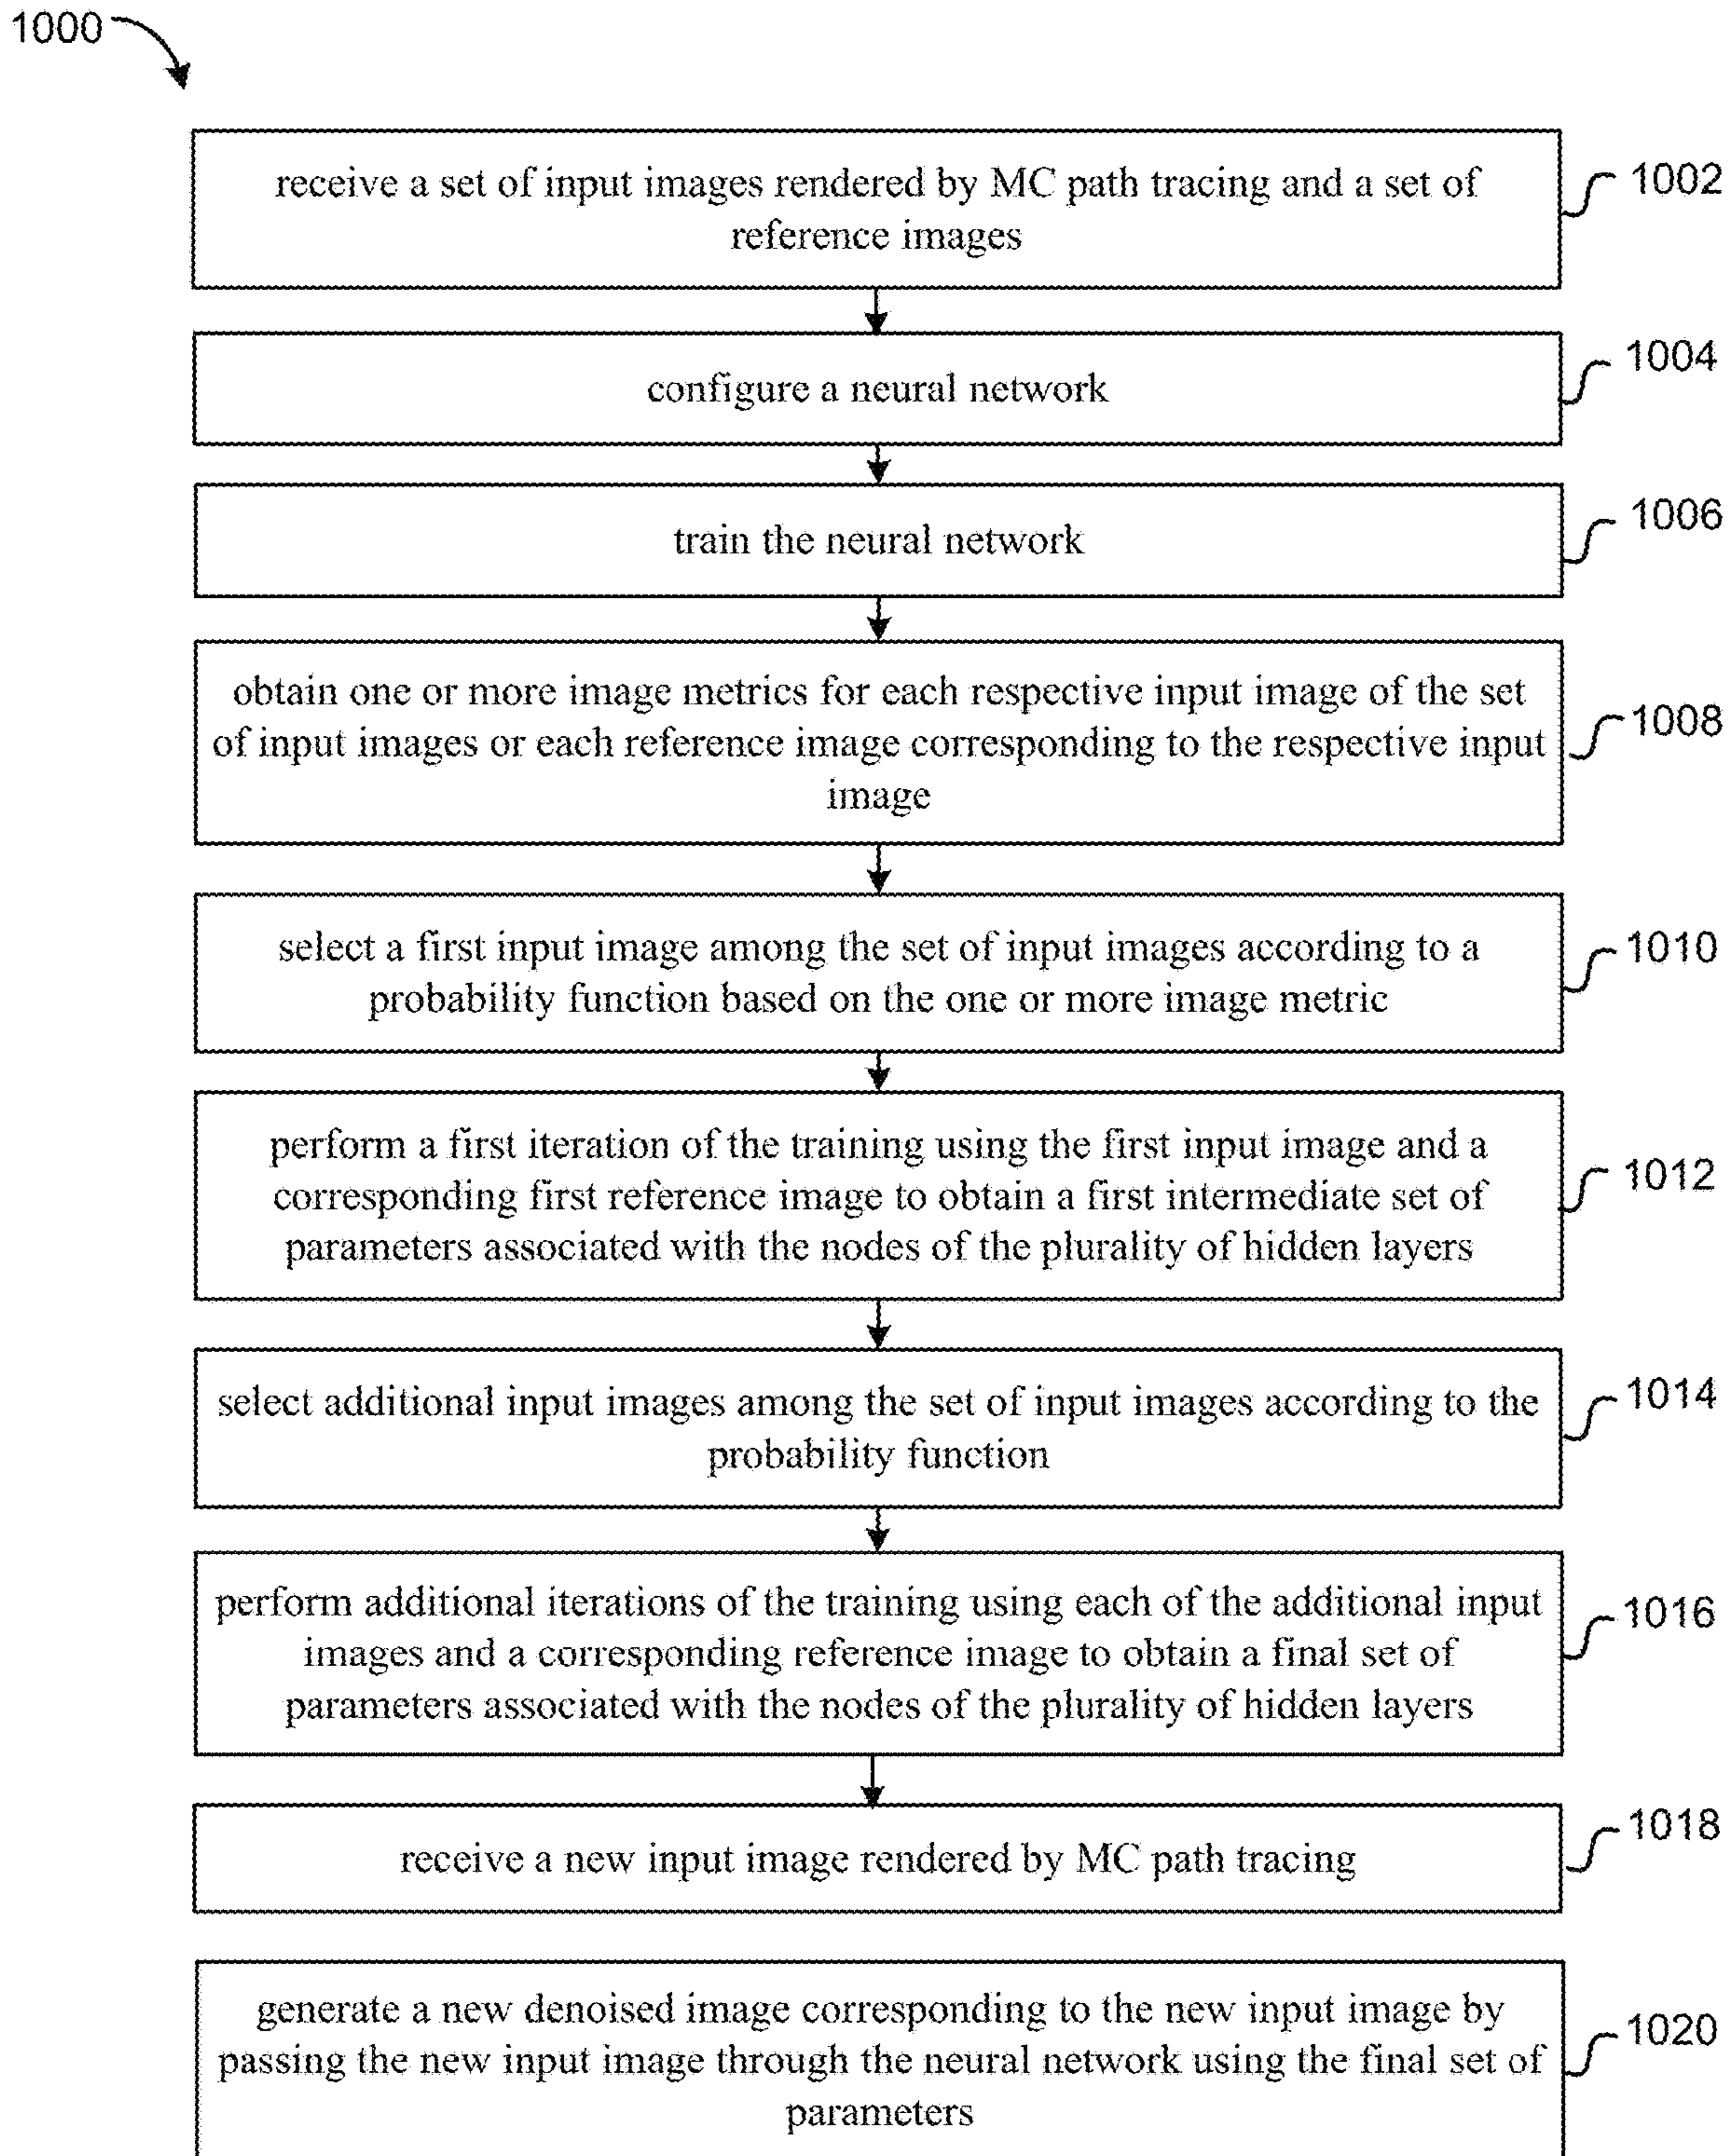 1000
receive a set of input images rendered by MC path tracing and a set of
reference images
1002
configure a neural network
1004
train the neural network
1006
obtain one or more image metrics for each respective input image of the set
of input images or each reference image corresponding to the respective input
image
1008
select a first input image among the set of input images according to a
probability function based on the one or more image metric
1010
perform a first iteration of the training using the first input image and a
corresponding first reference image to obtain a first intermediate set of
parameters associated with the nodes of the plurality of hidden layers
1012
select additional input images among the set of input images according to the
probability function
1014
perform additional iterations of the training using each of the additional input
images and a corresponding reference image to obtain a final set of
parameters associated with the nodes of the plurality of hidden layers
1016
receive a new input image rendered by MC path tracing
1018
generate a new denoised image corresponding to the new input image by
passing the new input image through the neural network using the final set of
parameters
1020